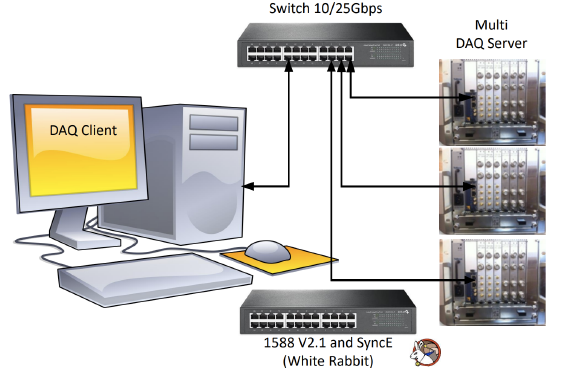 Switch 10/25Gbps
Multi
DAQ Server
DAQ Client
1588 V2.1 and SyncE
(White Rabbit)